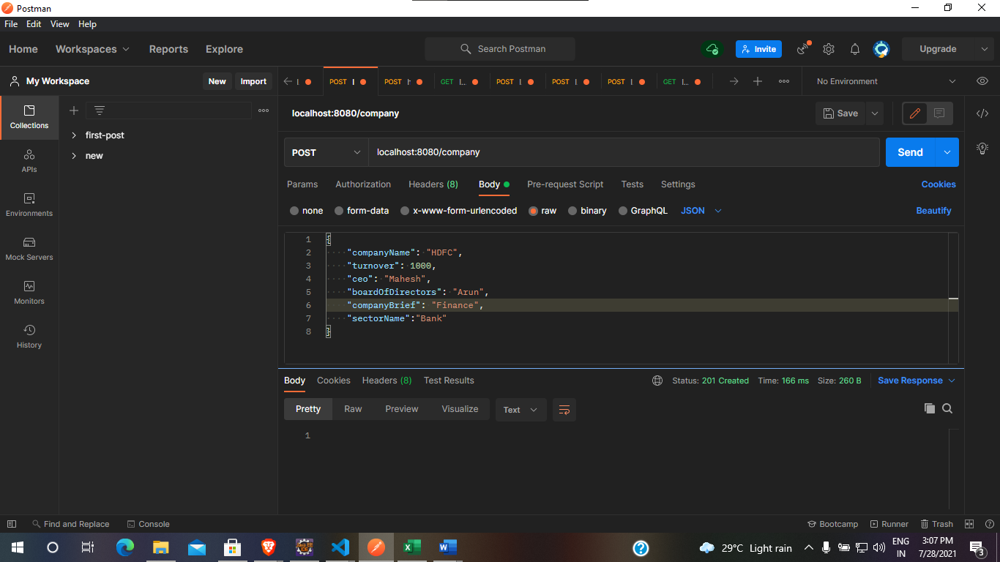 Postman
File Edit View Help
Home Workspaces Reports Explore Search Postman Invite Upgrade
My Workspace New Import
POST POST GET POST POST POST GET No Environment
Collections
APIs
Environments
Mock Servers
Monitors
History
first-post
new
localhost:8080/company Save
POST localhost:8080/company Send
Params Authorization Headers (8) Body Pre-request Script Tests Settings Cookies
none form-data x-www-form-urlencoded raw binary GraphQL JSON Beautify
1 {
2 "companyName": "HDFC",
3 "turnover": 1000,
4 "ceo": "Mahesh",
5 "boardOfDirectors": "Arun",
6 "companyBrief": "Finance",
7 "sectorName":"Bank"
8 }
Body Cookies Headers (8) Test Results Status: 201 Created Time: 166 ms Size: 260 B Save Response
Pretty Raw Preview Visualize Text
1
Find and Replace Console Bootcamp Runner Trash
29°C Light rain ENG IN 3:07 PM 7/28/2021 3